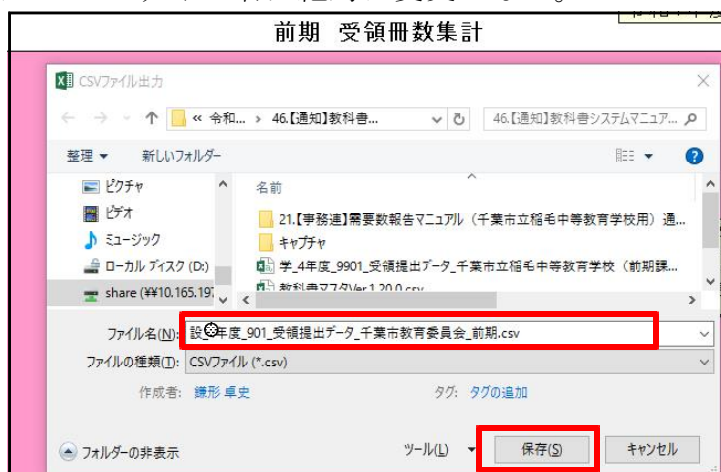 前期 受領冊数集計
CSVファイル出力
« 令和... › 46.【通知】教科書...
46.【通知】教科書システムマニュア...
整理 新しいフォルダー
ピクチャ
ビデオ
ミュージック
ローカル ディスク (D:)
share (¥¥10.165.197
名前
21.【事務連】需要数報告マニュアル（千葉市立稲毛中等教育学校用）通...
キャプチャ
学_4年度_9901_受領提出データ_千葉市立稲毛中等教育学校（前期課...
教科書マスタVer1.20.0.csv
ファイル名(N): 設_年度_901_受領提出データ_千葉市教育委員会_前期.csv
ファイルの種類(T): CSVファイル (*.csv)
作成者: 鎌形 卓史 タグ: タグの追加
フォルダーの非表示 ツール(L) 保存(S) キャンセル